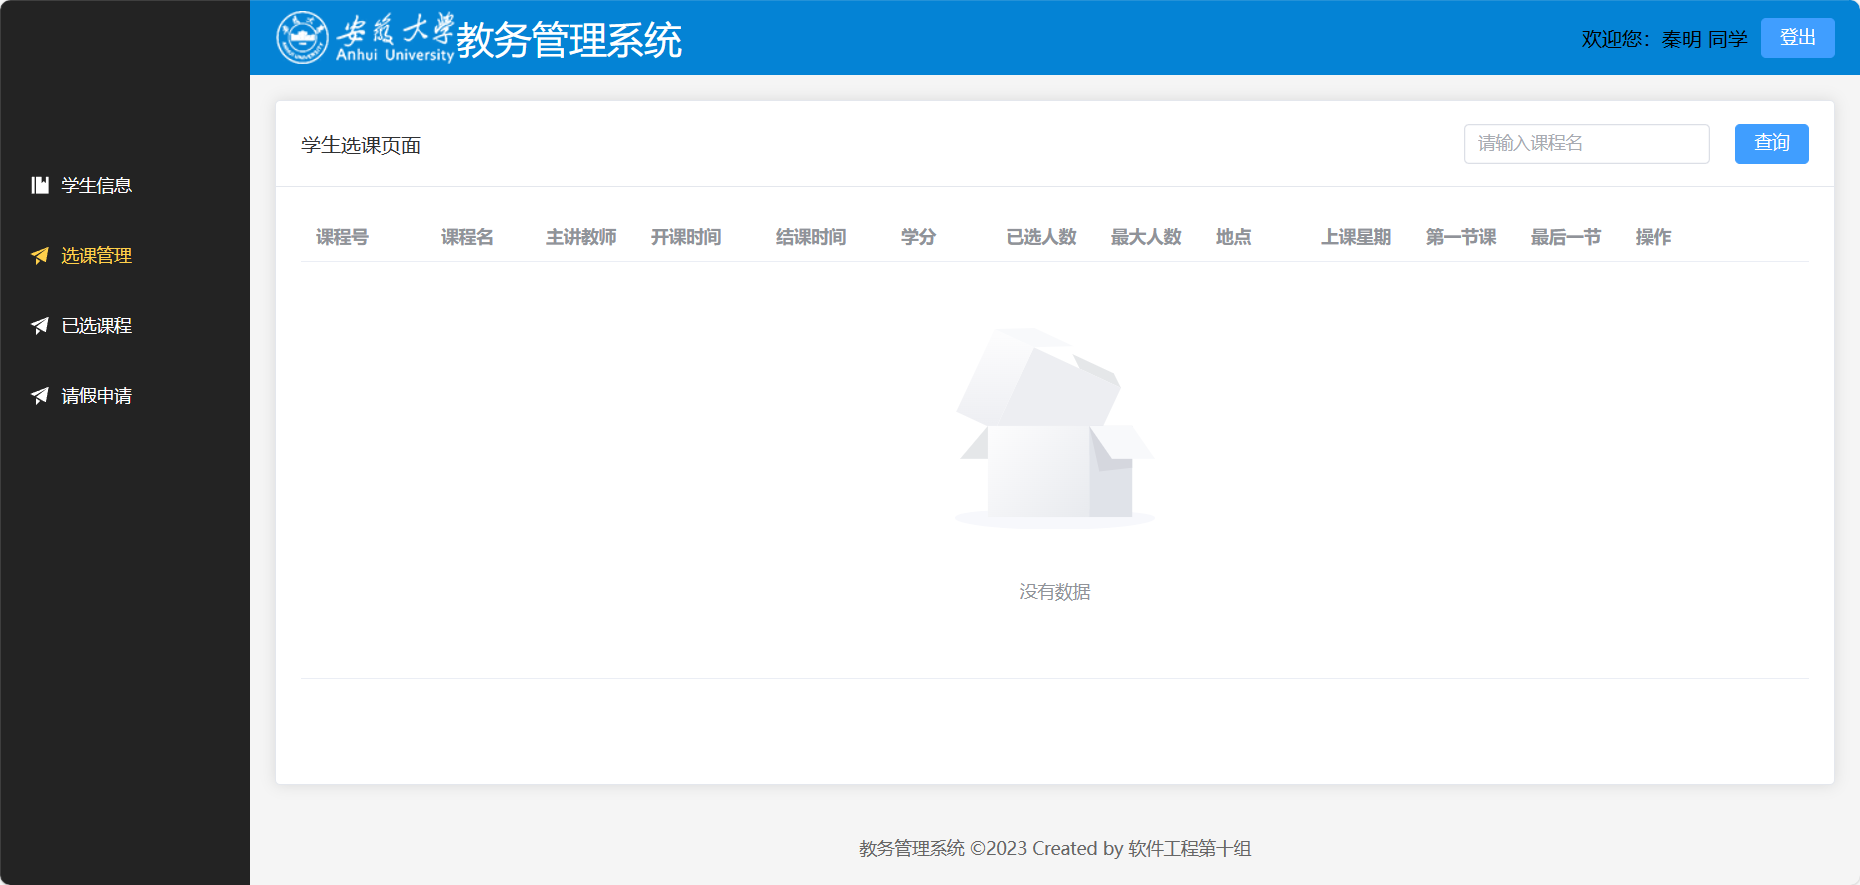 安徽大学
Anhui University
教务管理系统
欢迎您：秦明 同学
登出
学生信息
选课管理
已选课程
请假申请
学生选课页面
请输入课程名
查询
课程号 课程名 主讲教师 开课时间 结课时间 学分 已选人数 最大人数 地点 上课星期 第一节课 最后一节 操作
没有数据
教务管理系统 ©2023 Created by 软件工程第十组